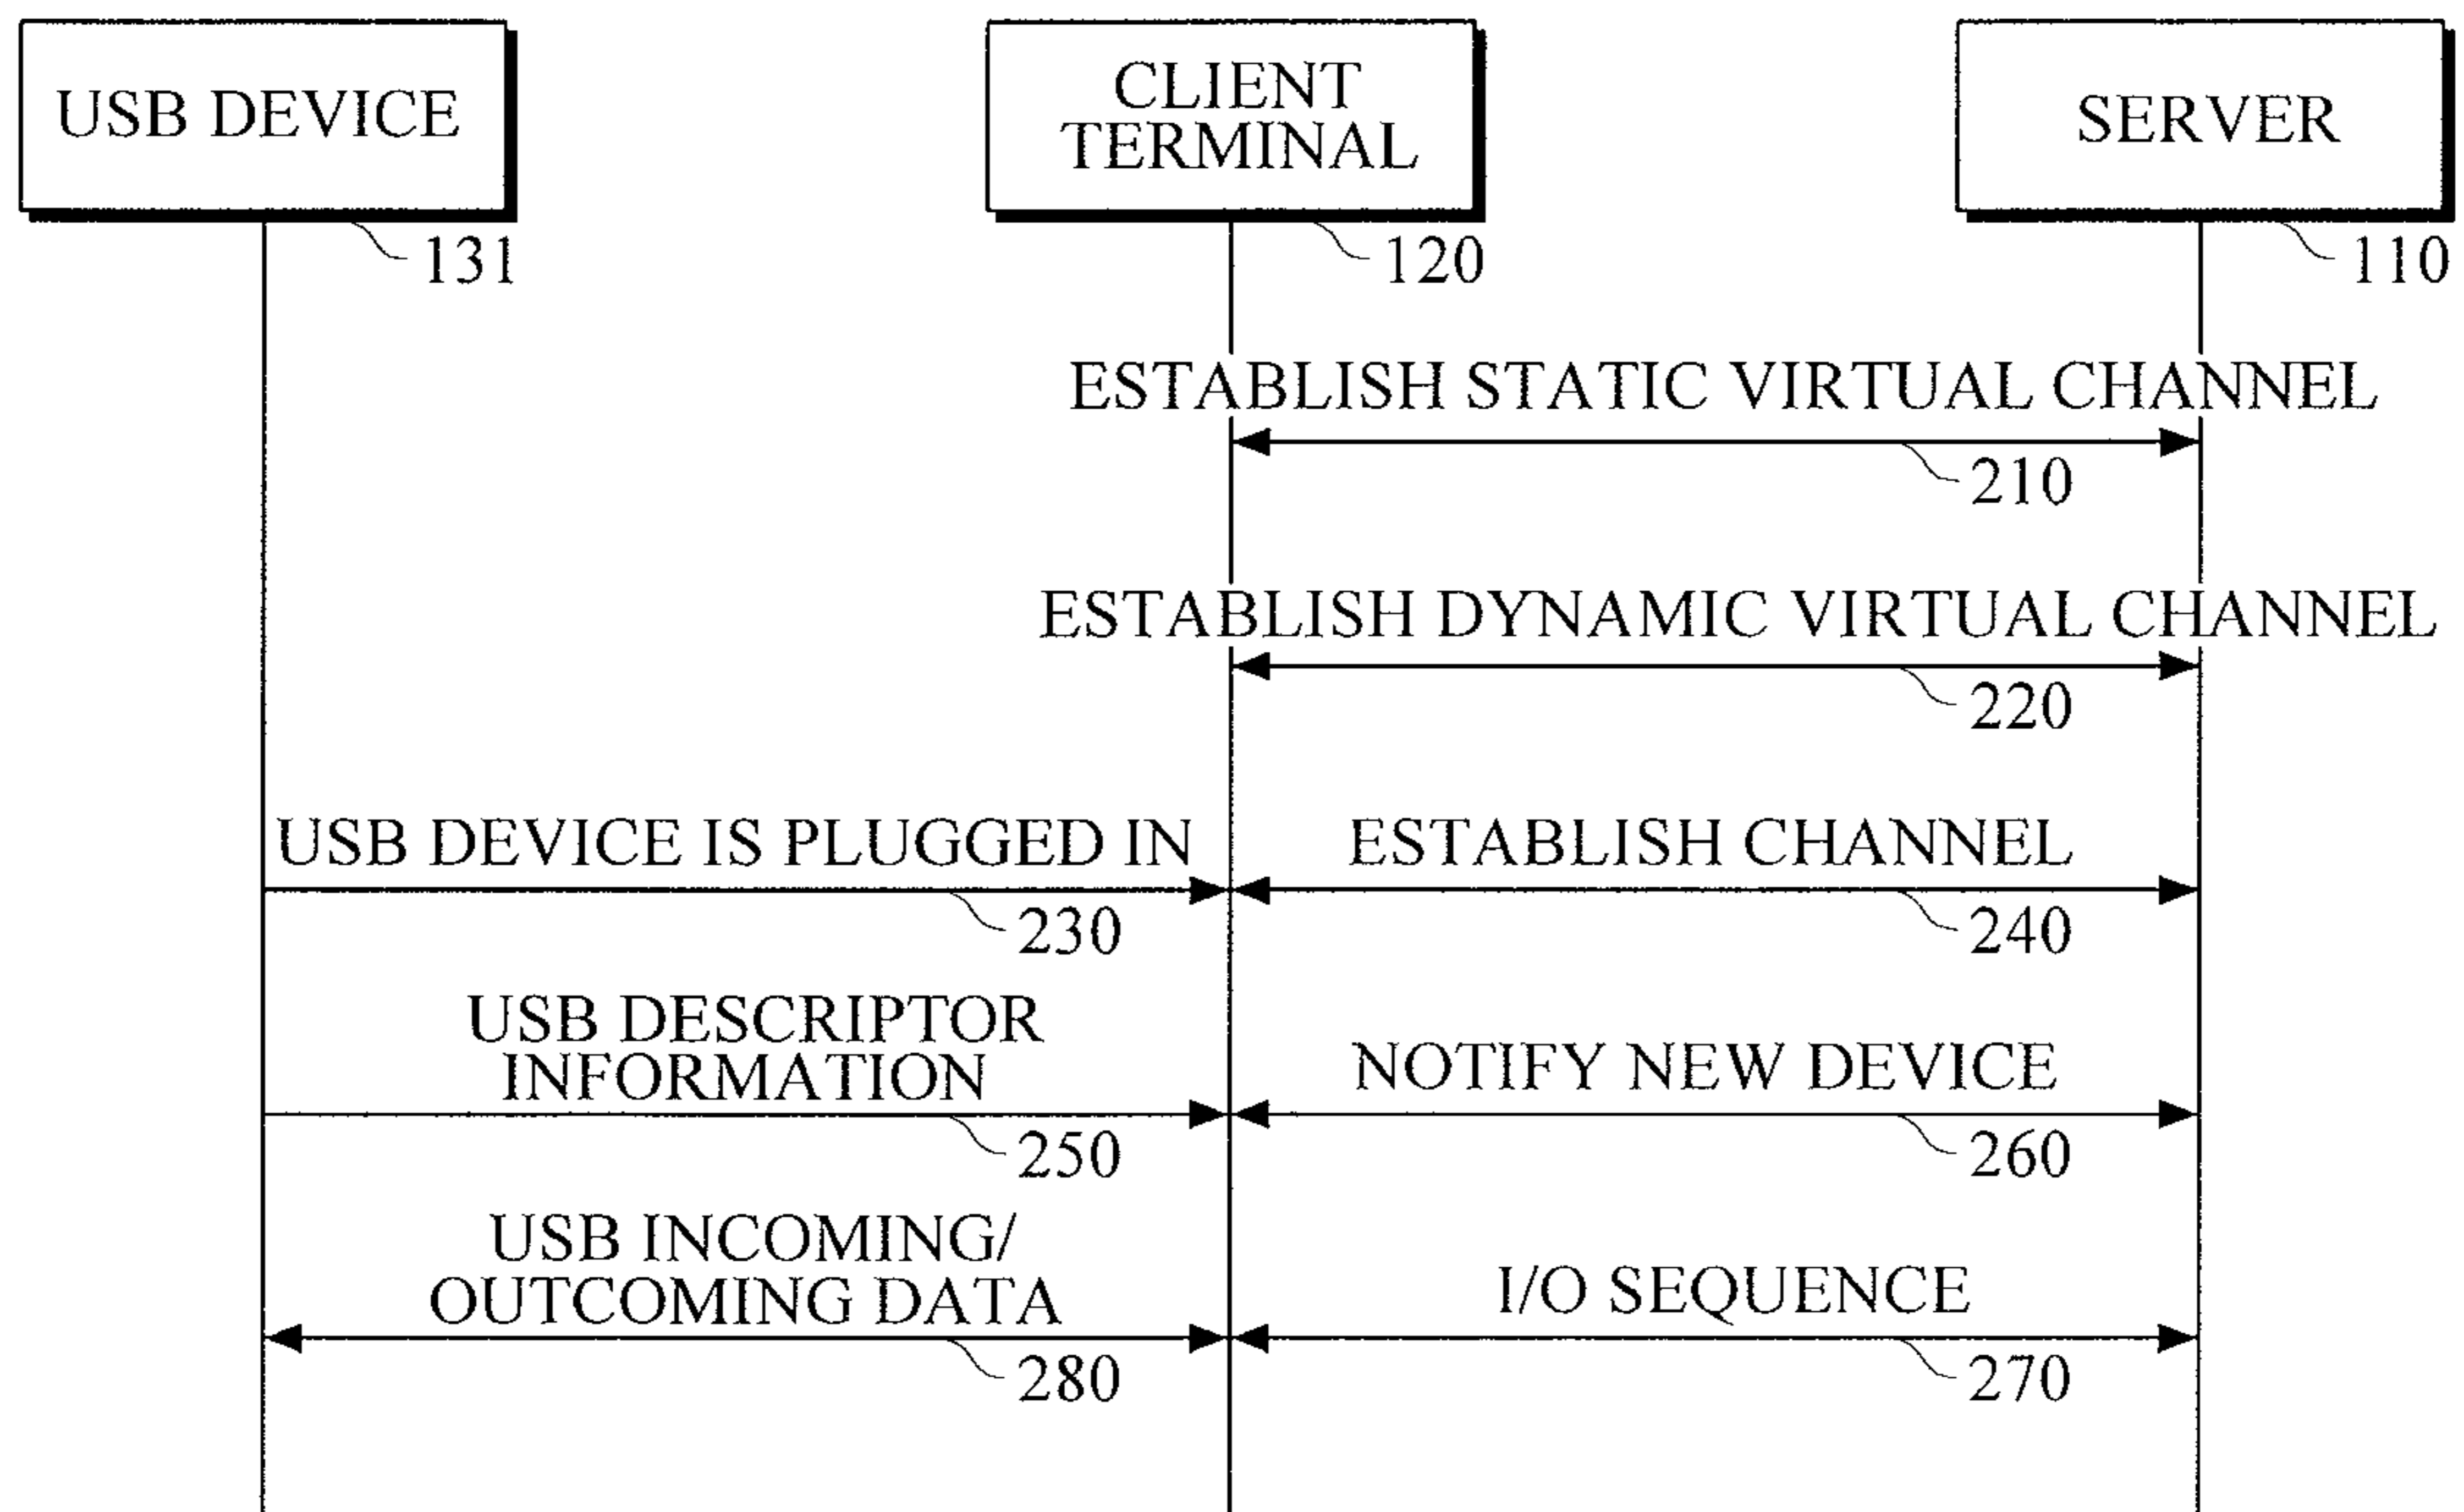 USB DEVICE
CLIENT
TERMINAL
SERVER
131
120
110
ESTABLISH STATIC VIRTUAL CHANNEL
210
ESTABLISH DYNAMIC VIRTUAL CHANNEL
220
USB DEVICE IS PLUGGED IN
ESTABLISH CHANNEL
230
240
USB DESCRIPTOR
INFORMATION
NOTIFY NEW DEVICE
250
260
USB INCOMING/
OUTCOMING DATA
I/O SEQUENCE
280
270